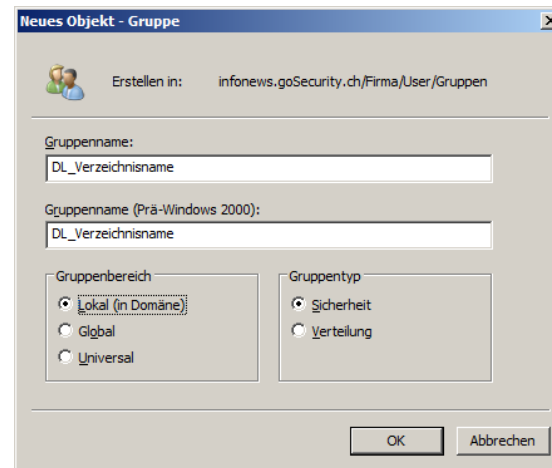 Neues Objekt - Gruppe
Erstellen in: infonews.goSecurity.ch/Firma/User/Gruppen
Gruppenname:
DL_Verzeichnisname
Gruppenname (Prä-Windows 2000):
DL_Verzeichnisname
Gruppenbereich
Lokal (in Domäne)
Global
Universal
Gruppentyp
Sicherheit
Verteilung
OK
Abbrechen